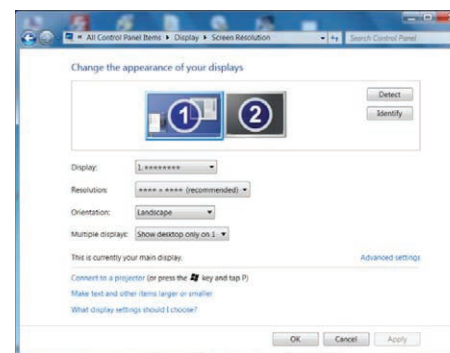 « All Control Panel Items ▸ Display ▸ Screen Resolution
Search Control Panel
Change the appearance of your displays
1
2
Detect
Identify
Display: 1. ********
Resolution: **** × **** (recommended)
Orientation: Landscape
Multiple displays: Show desktop only on 1
This is currently your main display.
Advanced settings
Connect to a projector (or press the key and tap P)
Make text and other items larger or smaller
What display settings should I choose?
OK
Cancel
Apply